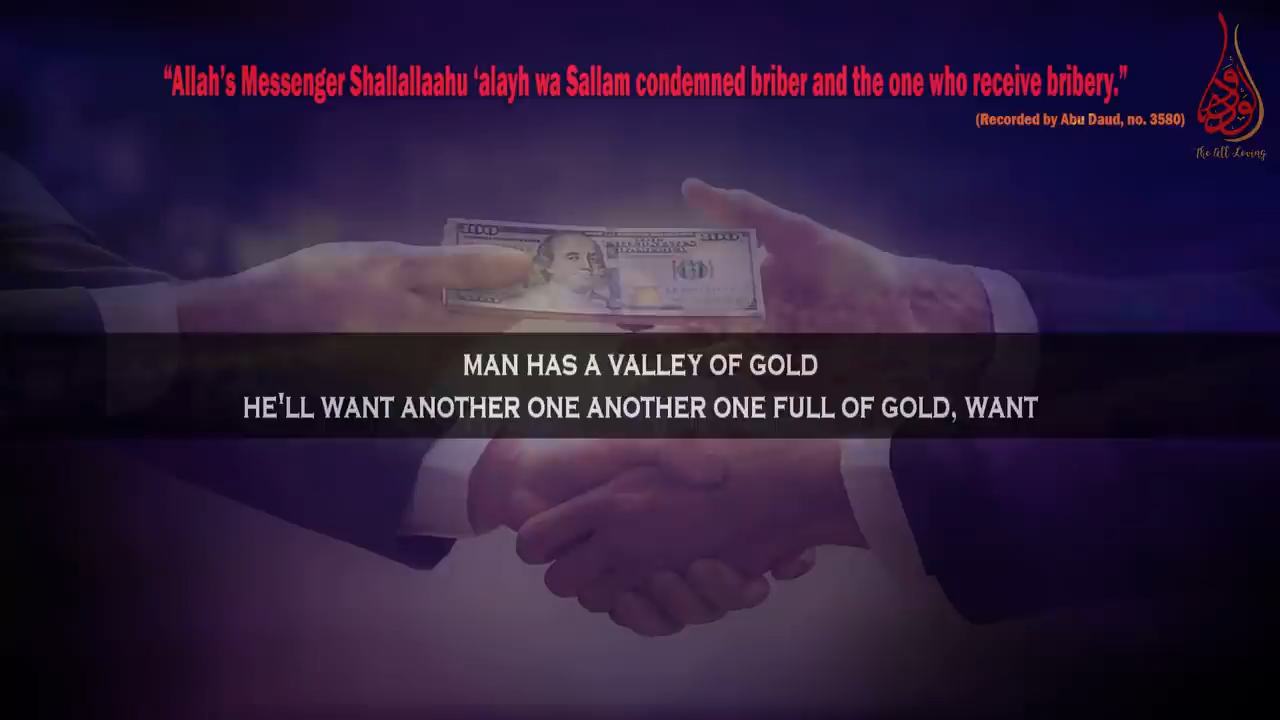 “Allah’s Messenger Shallallaahu ‘alayh wa Sallam condemned briber and the one who receive bribery.”
(Recorded by Abu Daud, no. 3580)
The All Loving
MAN HAS A VALLEY OF GOLD
HE'LL WANT ANOTHER ONE ANOTHER ONE FULL OF GOLD, WANT